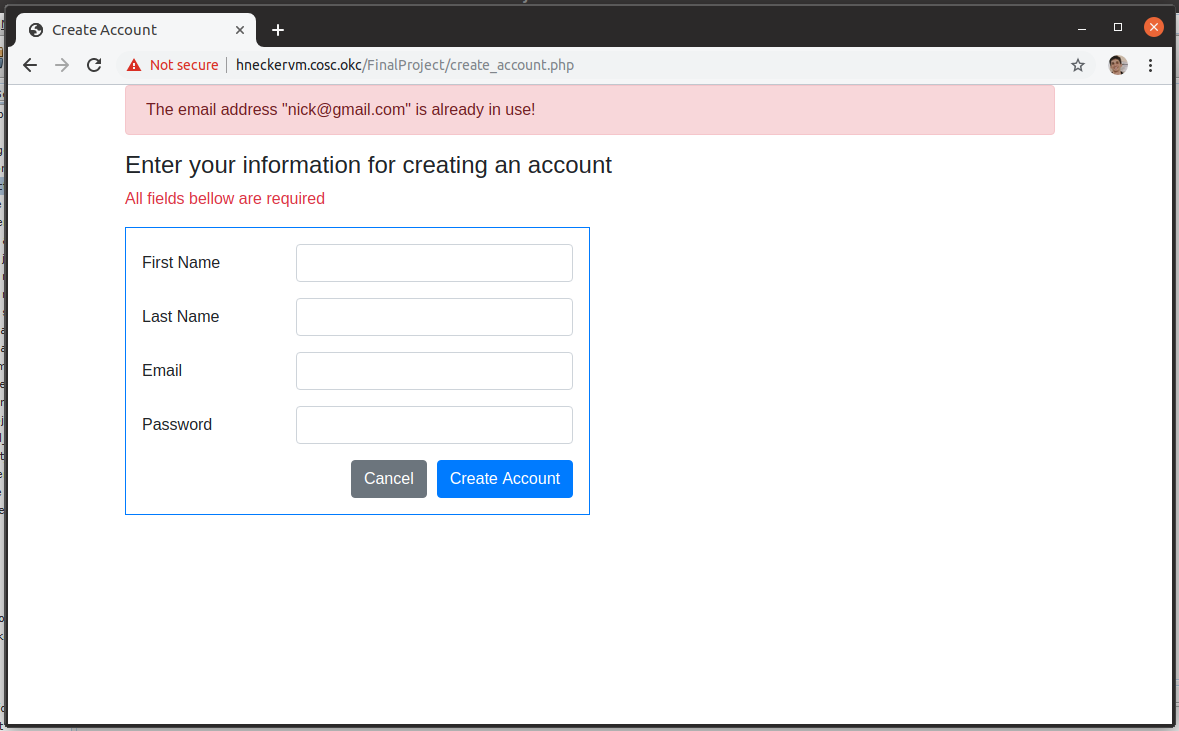 Create Account
Not secure hneckervm.cosc.okc/FinalProject/create_account.php
The email address "nick@gmail.com" is already in use!
Enter your information for creating an account
All fields bellow are required
First Name
Last Name
Email
Password
Cancel Create Account